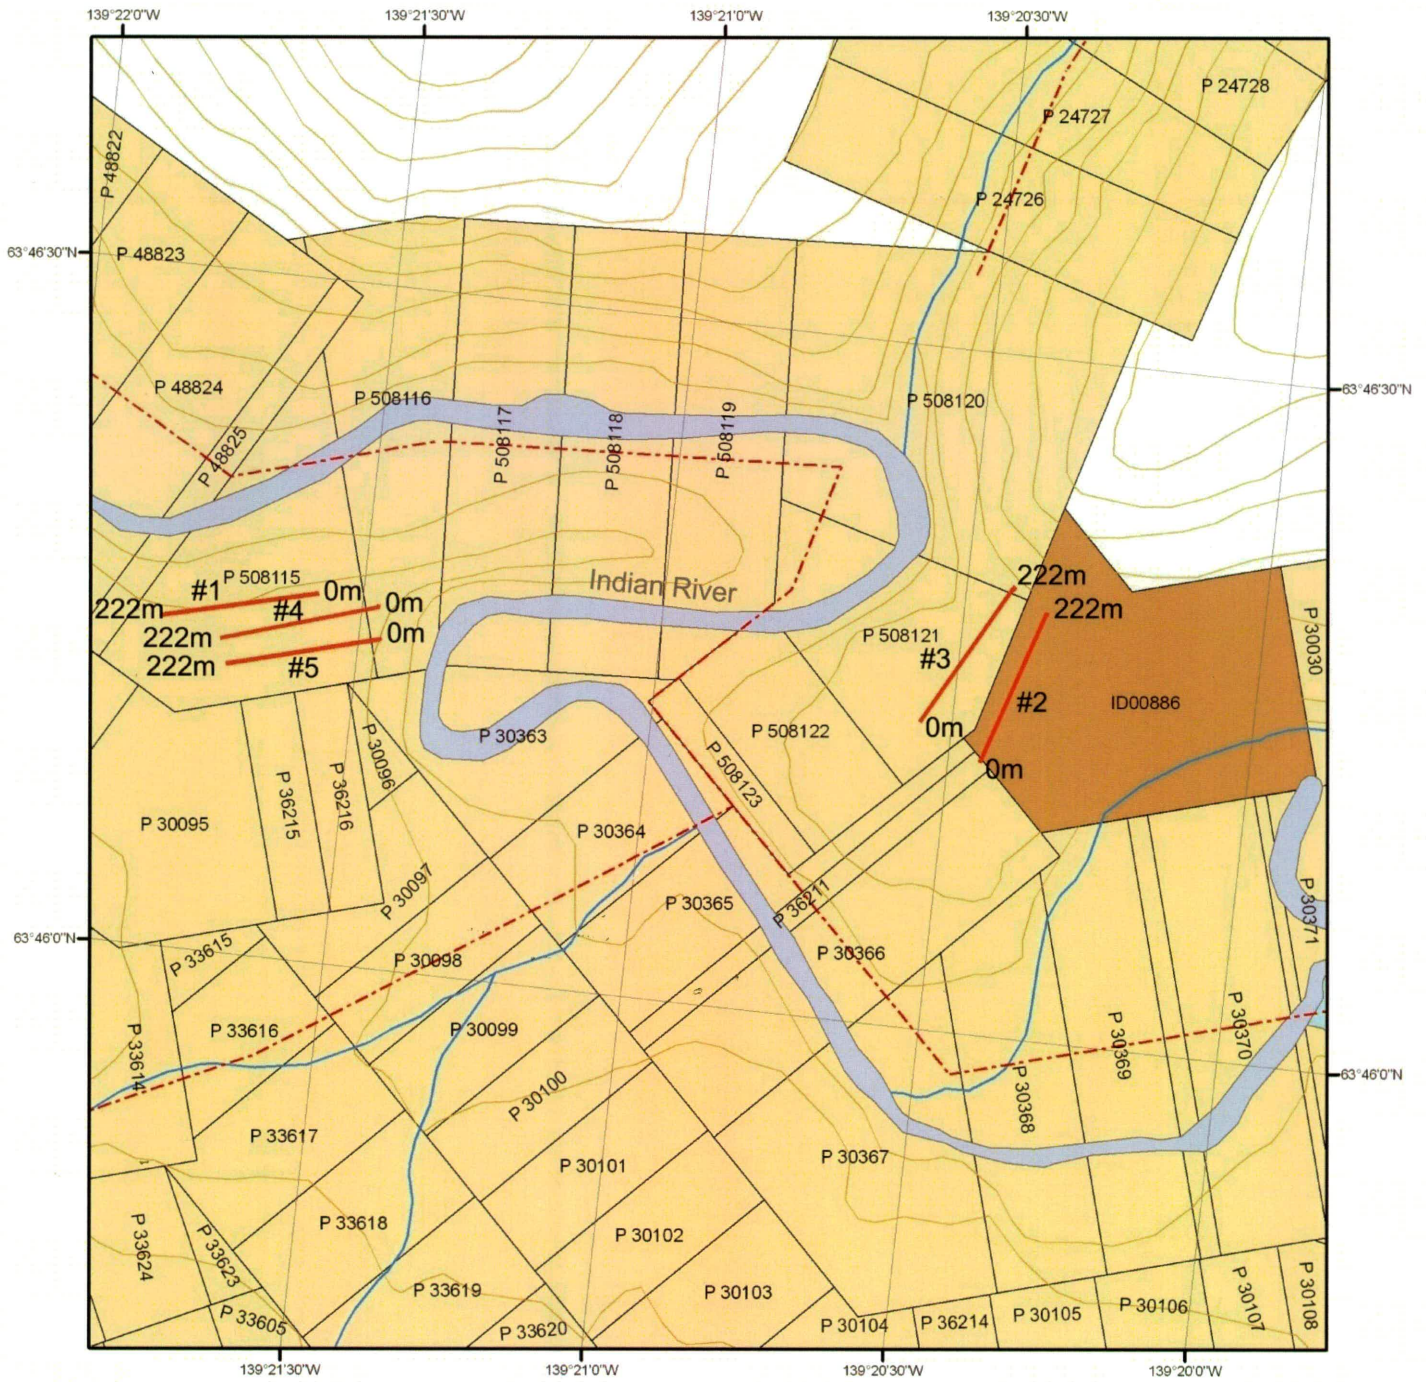 139°22'0"W
139°21'30"W
139°21'0"W
139°20'30"W
P 24728
P 24727
P 48822
P 24726
63°46'30"N
P 48823
P 48824
P 508116
P 508120
63°46'30"N
P 508117
P 508118
P 508119
P 48825
P 508115
Indian River
#1
0m
222m
#4
0m
222m
#5
0m
222m
222m
222m
P 508121
#3
0m
#2
0m
ID00886
P 30030
P 30363
P 508122
P 508123
P 30096
P 36215
P 36216
P 30095
P 30364
P 30097
P 30365
P 36211
P 30371
63°46'0"N
P 33615
P 30098
P 30366
P 33614
P 33616
P 30099
P 30369
P 30370
63°46'0"N
P 30100
P 30368
P 33617
P 30101
P 30367
P 33618
P 33624
P 33623
P 30102
P 33619
P 30103
P 33605
P 33620
P 30104
P 36214
P 30105
P 30106
P 30107
P 30108
139°21'30"W
139°21'0"W
139°20'30"W
139°20'0"W